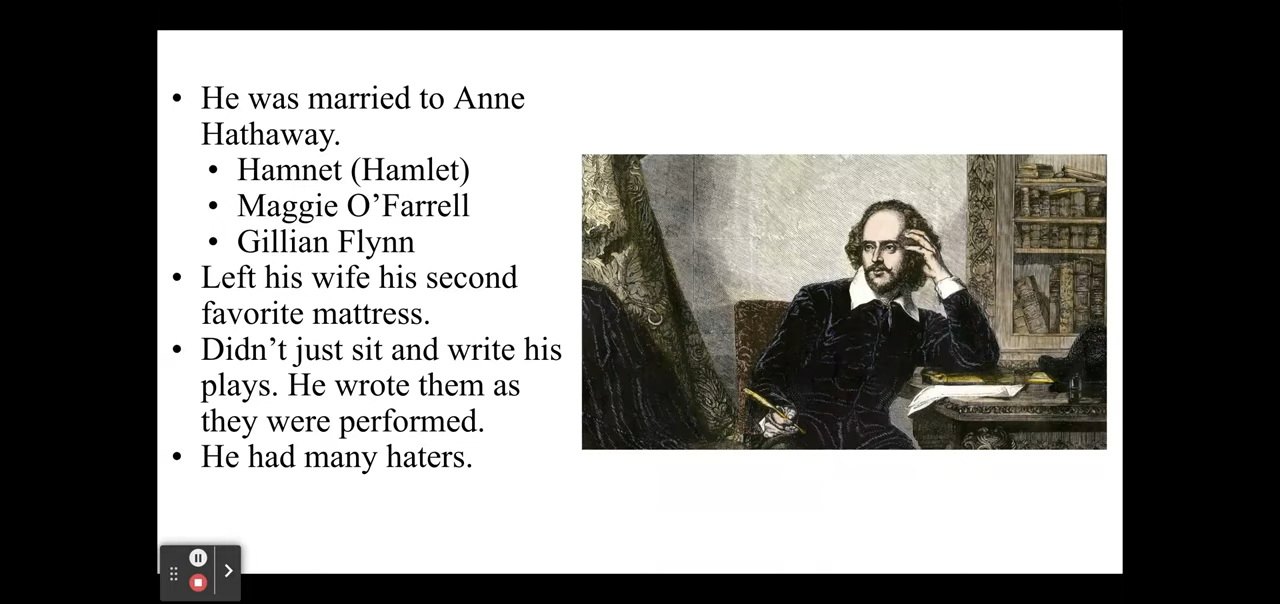 • He was married to Anne
Hathaway.
• Hamnet (Hamlet)
• Maggie O’Farrell
• Gillian Flynn
• Left his wife his second
favorite mattress.
• Didn’t just sit and write his
plays. He wrote them as
they were performed.
• He had many haters.